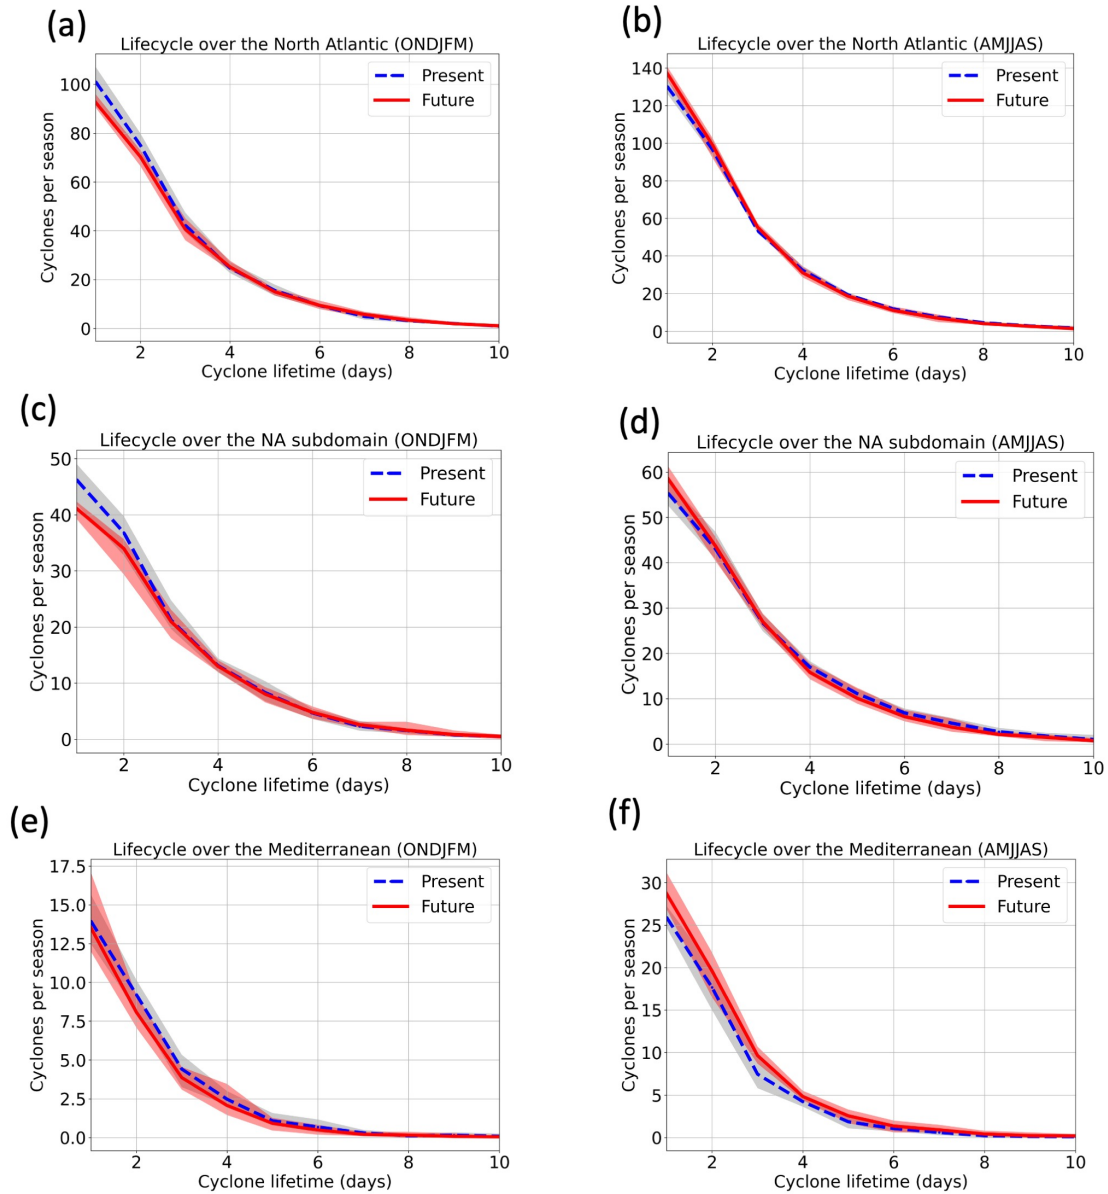 (a)
Lifecycle over the North Atlantic (ONDJFM)
Present
Future
Cyclones per season
100
80
60
40
20
0
2 4 6 8 10
Cyclone lifetime (days)
(b)
Lifecycle over the North Atlantic (AMJJAS)
Present
Future
Cyclones per season
140
120
100
80
60
40
20
0
2 4 6 8 10
Cyclone lifetime (days)
(c)
Lifecycle over the NA subdomain (ONDJFM)
Present
Future
Cyclones per season
50
40
30
20
10
0
2 4 6 8 10
Cyclone lifetime (days)
(d)
Lifecycle over the NA subdomain (AMJJAS)
Present
Future
Cyclones per season
60
50
40
30
20
10
0
2 4 6 8 10
Cyclone lifetime (days)
(e)
Lifecycle over the Mediterranean (ONDJFM)
Present
Future
Cyclones per season
17.5
15.0
12.5
10.0
7.5
5.0
2.5
0.0
2 4 6 8 10
Cyclone lifetime (days)
(f)
Lifecycle over the Mediterranean (AMJJAS)
Present
Future
Cyclones per season
30
25
20
15
10
5
0
2 4 6 8 10
Cyclone lifetime (days)